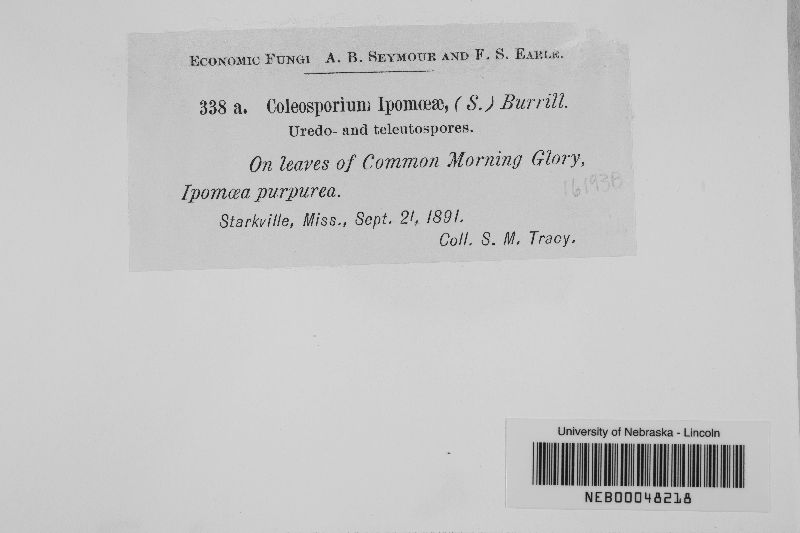 Economic Fungi A. B. Seymour and F. S. Earle.
338 a. Coleosporium Ipomœæ, (S.) Burrill.
Uredo- and teleutospores.
On leaves of Common Morning Glory,
Ipomœa purpurea.
161938
Starkville, Miss., Sept. 21, 1891.
Coll. S. M. Tracy.
University of Nebraska - Lincoln
NEB00048218